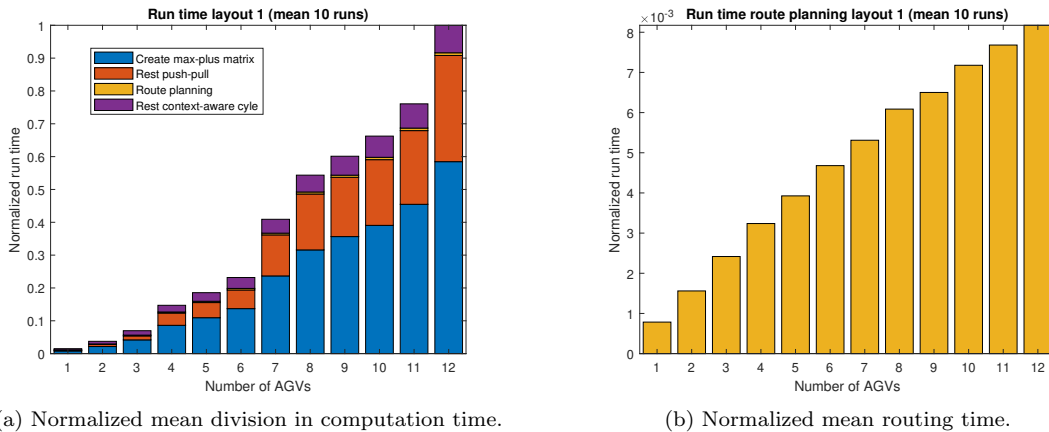 Run time layout 1 (mean 10 runs)
Normalized run time
1
0.9
0.8
0.7
0.6
0.5
0.4
0.3
0.2
0.1
0
Create max-plus matrix
Rest push-pull
Route planning
Rest context-aware cyle
1 2 3 4 5 6 7 8 9 10 11 12
Number of AGVs
(a) Normalized mean division in computation time.
Run time route planning layout 1 (mean 10 runs)
×10⁻³
Normalized run time
8
7
6
5
4
3
2
1
0
1 2 3 4 5 6 7 8 9 10 11 12
Number of AGVs
(b) Normalized mean routing time.